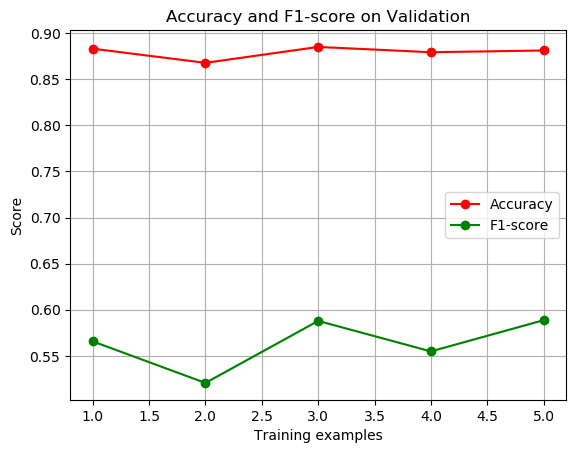 Accuracy and F1-score on Validation
0.90
0.85
0.80
0.75
0.70
0.65
0.60
0.55
Score
Accuracy
F1-score
1.0 1.5 2.0 2.5 3.0 3.5 4.0 4.5 5.0
Training examples